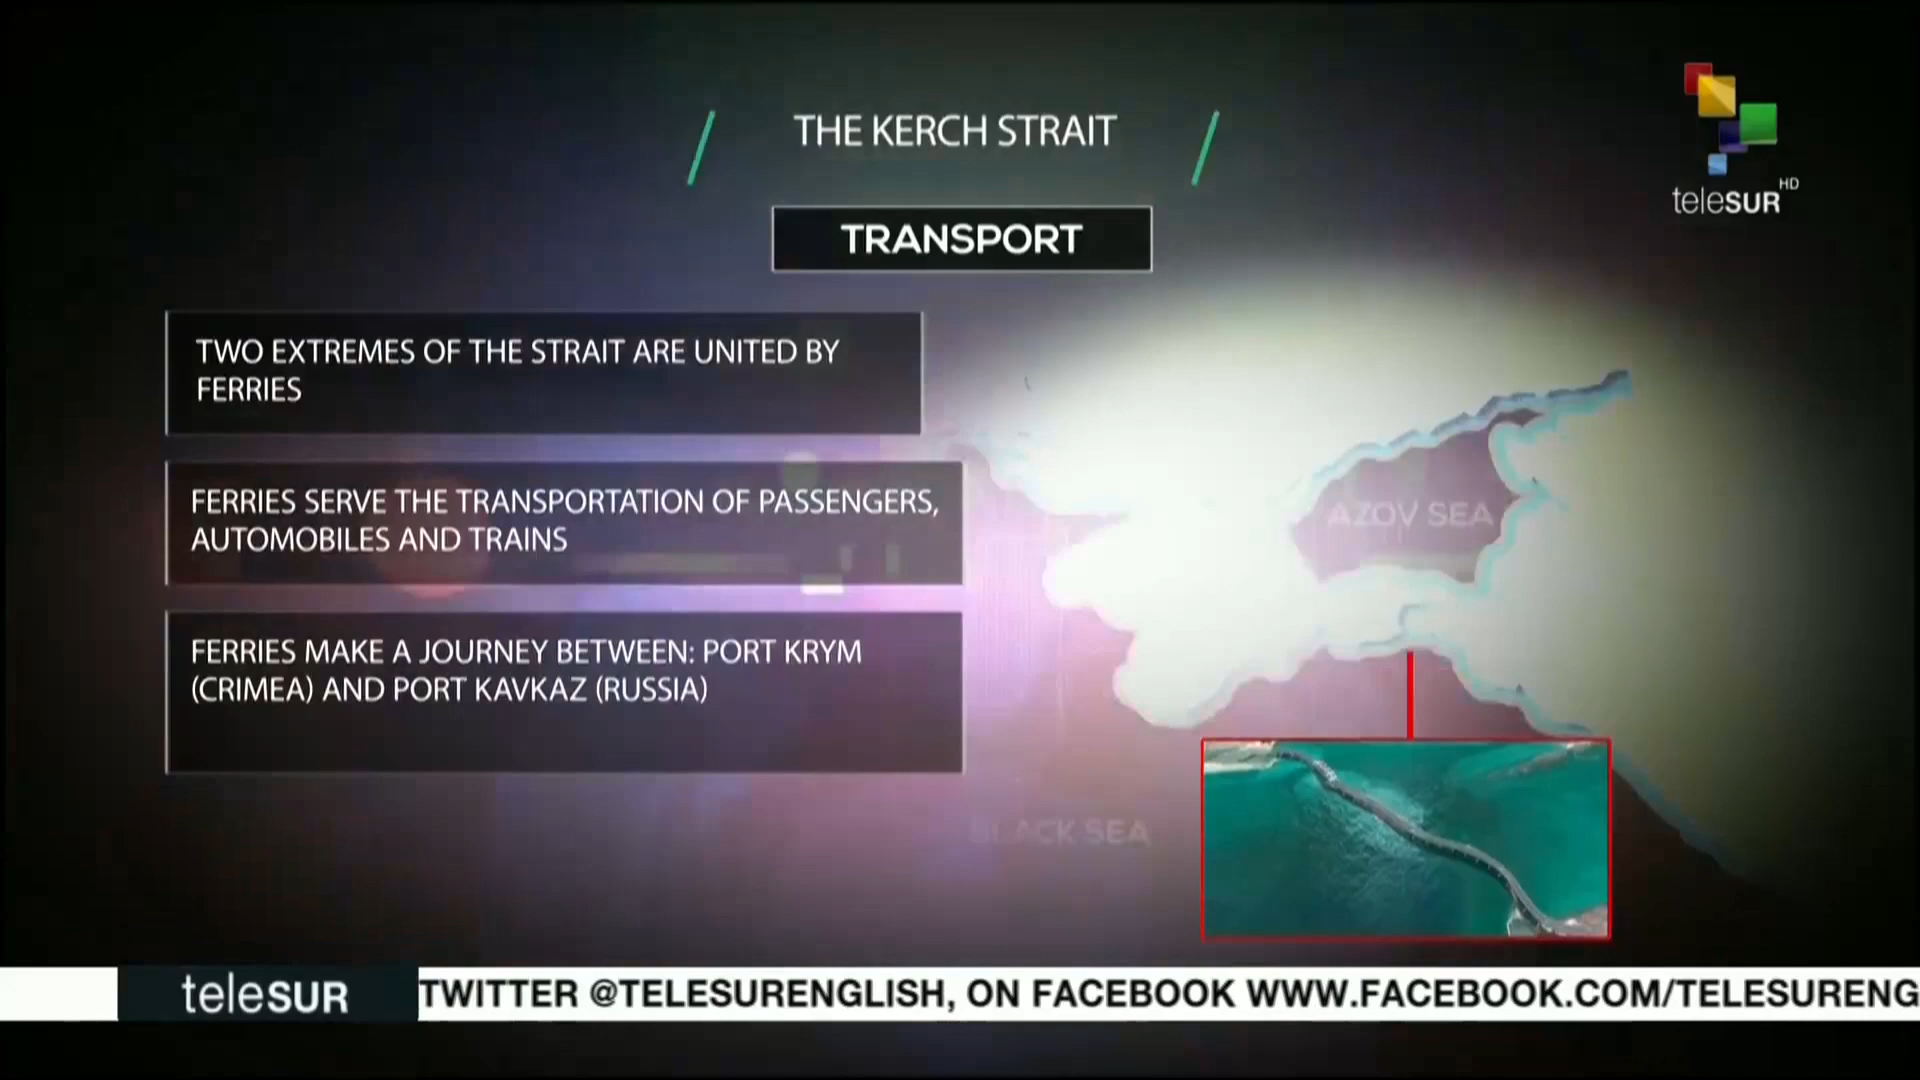 THE KERCH STRAIT
HD
teleSUR
TRANSPORT
TWO EXTREMES OF THE STRAIT ARE UNITED BY
FERRIES
FERRIES SERVE THE TRANSPORTATION OF PASSENGERS,
AUTOMOBILES AND TRAINS
AZOV SEA
FERRIES MAKE A JOURNEY BETWEEN: PORT KRYM
(CRIMEA) AND PORT KAVKAZ (RUSSIA)
BLACK SEA
teleSUR
TWITTER @TELESURENGLISH, ON FACEBOOK WWW.FACEBOOK.COM/TELESURENG